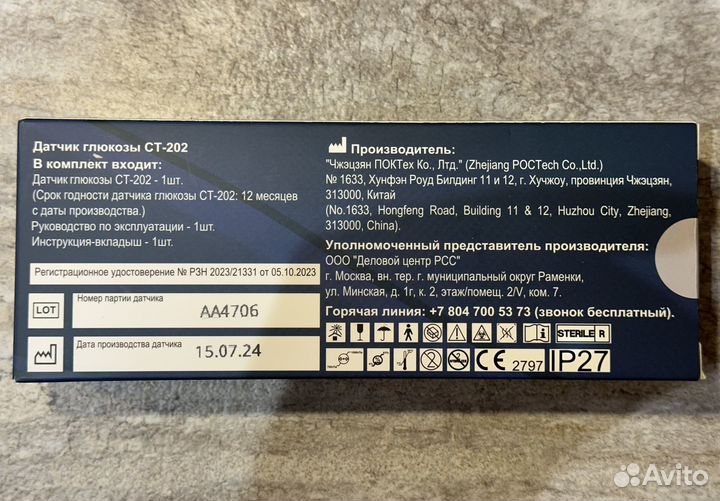 Датчик глюкозы СТ-202
В комплект входит:
Датчик глюкозы СТ-202 - 1шт.
(Срок годности датчика глюкозы СТ-202: 12 месяцев
с даты производства.)
Руководство по эксплуатации - 1шт.
Инструкция-вкладыш - 1шт.
Регистрационное удостоверение № РЗН 2023/21331 от 05.10.2023
LOT
Номер партии датчика
AA4706
Дата производства датчика
15.07.24
Производитель:
"Чжэцзян ПОКТех Ко., Лтд." (Zhejiang POCTech Co.,Ltd.)
№ 1633, Хунфэн Роуд Билдинг 11 и 12, г. Хучжоу, провинция Чжэцзян,
313000, Китай
(No.1633, Hongfeng Road, Building 11 & 12, Huzhou City, Zhejiang,
313000, China).
Уполномоченный представитель производителя:
ООО "Деловой центр РСС"
г. Москва, вн. тер. г. муниципальный округ Раменки,
ул. Минская, д. 1г, к. 2, этаж/помещ. 2/V, ком. 7.
Горячая линия: +7 804 700 53 73 (звонок бесплатный).
STERILE R
CE 2797
IP27
Avito